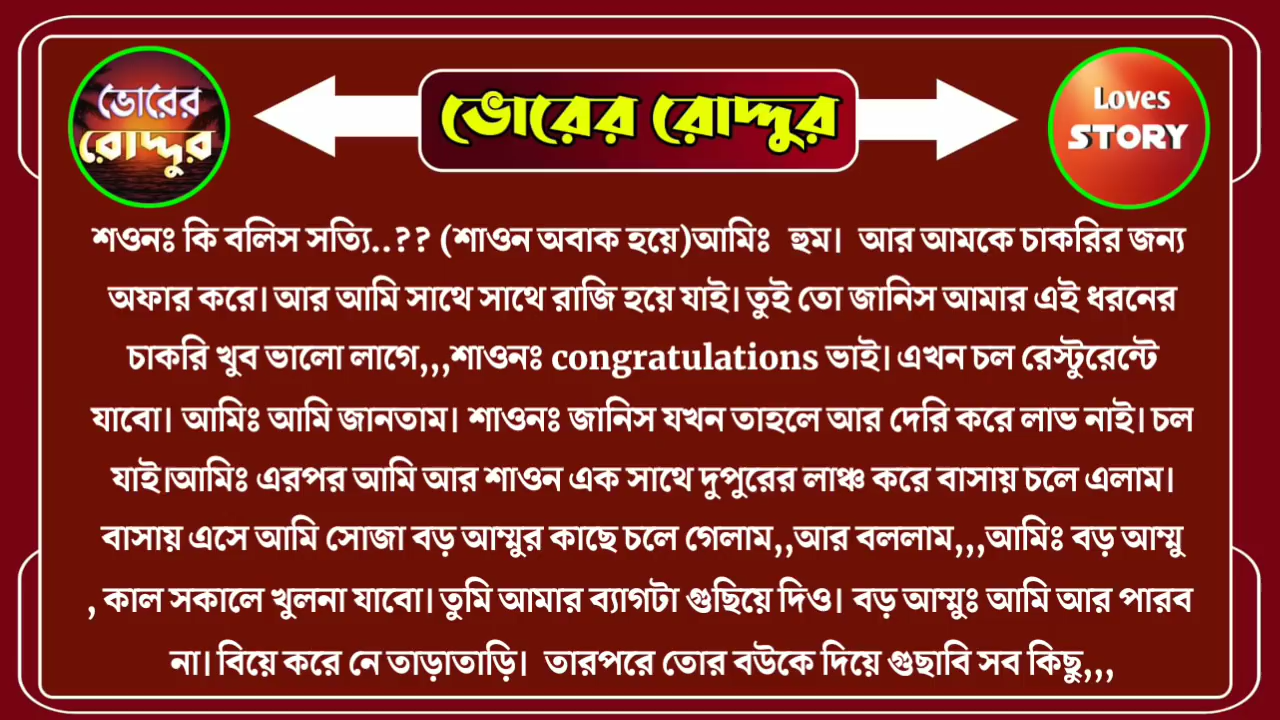 ভোরের
রোদ্দুর
ভোরের রোদ্দুর
Loves
STORY
শওনঃ কি বলিস সত্যি..?? (শাওন অবাক হয়ে)আমিঃ হুম। আর আমকে চাকরির জন্য
অফার করে। আর আমি সাথে সাথে রাজি হয়ে যাই। তুই তো জানিস আমার এই ধরনের
চাকরি খুব ভালো লাগে,,,শাওনঃ congratulations ভাই। এখন চল রেস্টুরেন্টে
যাবো। আমিঃ আমি জানতাম। শাওনঃ জানিস যখন তাহলে আর দেরি করে লাভ নাই। চল
যাই।আমিঃ এরপর আমি আর শাওন এক সাথে দুপুরের লাঞ্চ করে বাসায় চলে এলাম।
বাসায় এসে আমি সোজা বড় আম্মুর কাছে চলে গেলাম,,আর বললাম,,,আমিঃ বড় আম্মু
, কাল সকালে খুলনা যাবো। তুমি আমার ব্যাগটা গুছিয়ে দিও। বড় আম্মুঃ আমি আর পারব
না। বিয়ে করে নে তাড়াতাড়ি। তারপরে তোর বউকে দিয়ে গুছাবি সব কিছু,,,